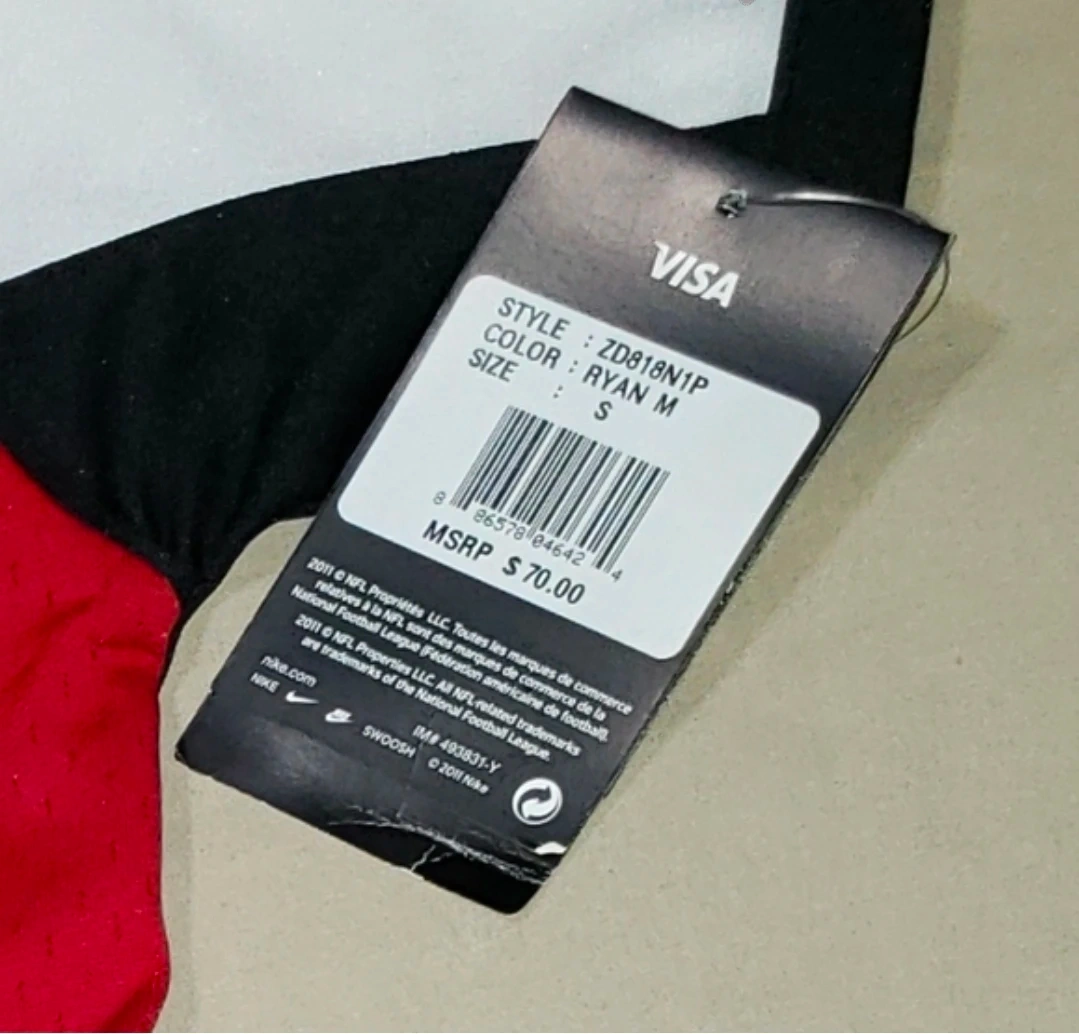 VISA
STYLE : ZD818N1P
COLOR : RYAN M
SIZE : S
8 86578 04642 4
MSRP $70.00
2011 © NFL Propriétés LLC. Toutes les marques de commerce
relatives à la NFL sont des marques de commerce de la
National Football League (Fédération américaine de football).
2011 © NFL Properties LLC. All NFL-related trademarks
are trademarks of the National Football League.
nike.com
IM# 493831-Y
NIKE SWOOSH © 2011 Nike